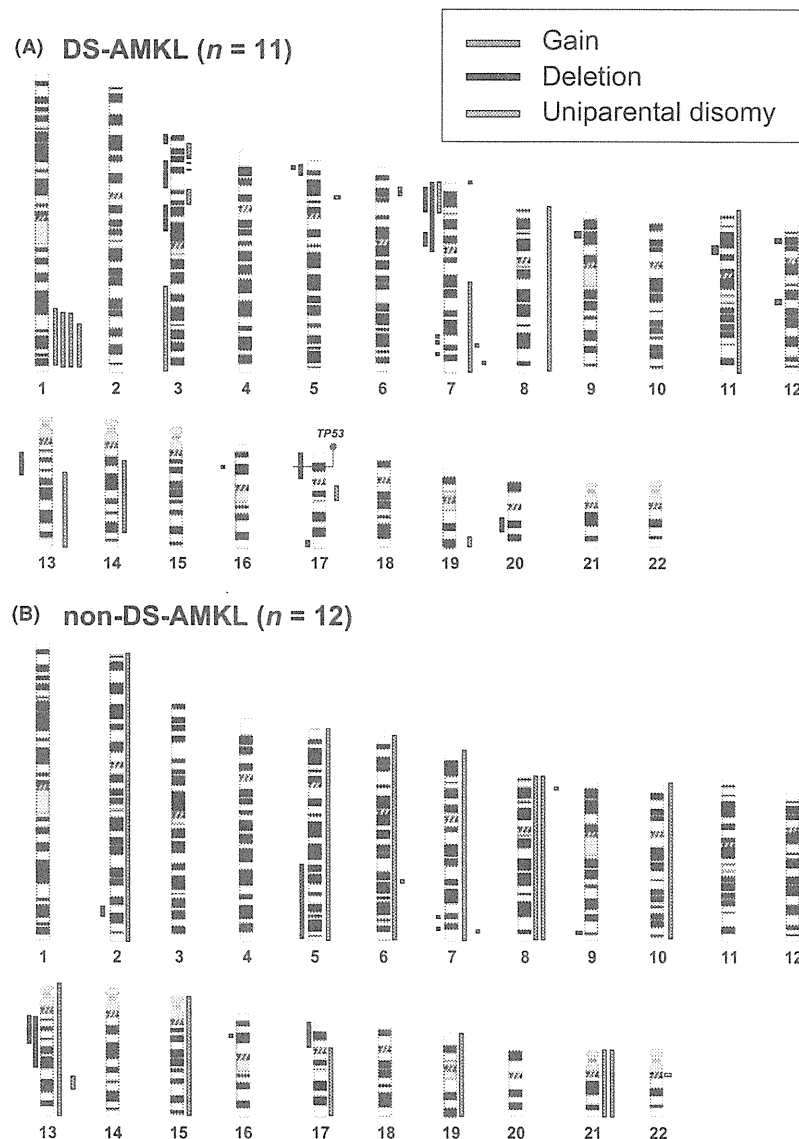 Gain
Deletion
Uniparental disomy
(A) DS-AMKL (n = 11)
1 2 3 4 5 6 7 8 9 10 11 12
TP53
13 14 15 16 17 18 19 20 21 22
(B) non-DS-AMKL (n = 12)
1 2 3 4 5 6 7 8 9 10 11 12
13 14 15 16 17 18 19 20 21 22